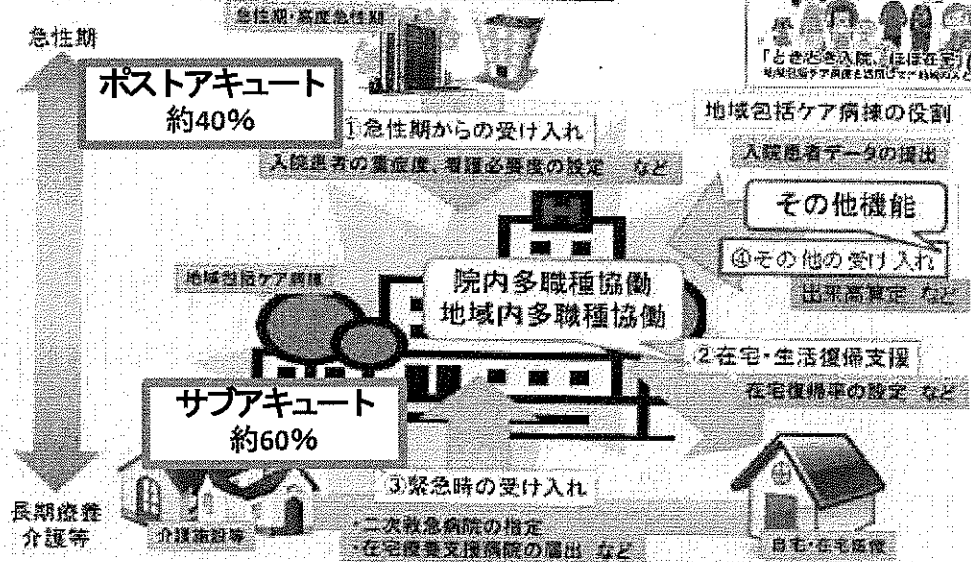 急性期・高度急性期
急性期
「ときどき入院、ほぼ在宅」
ポストアキュート
約40%
地域包括ケア病棟の役割
①急性期からの受け入れ
入院患者データの提出
入院患者の重症度、看護必要度の設定 など
その他機能
④その他の受け入れ
出来高算定 など
地域包括ケア病棟
院内多職種協働
地域内多職種協働
②在宅・生活復帰支援
在宅復帰率の設定 など
サブアキュート
約60%
③緊急時の受け入れ
長期療養
介護等
介護施設等
・二次救急病院の指定
・在宅療養支援病院の届出 など
自宅・在宅医療